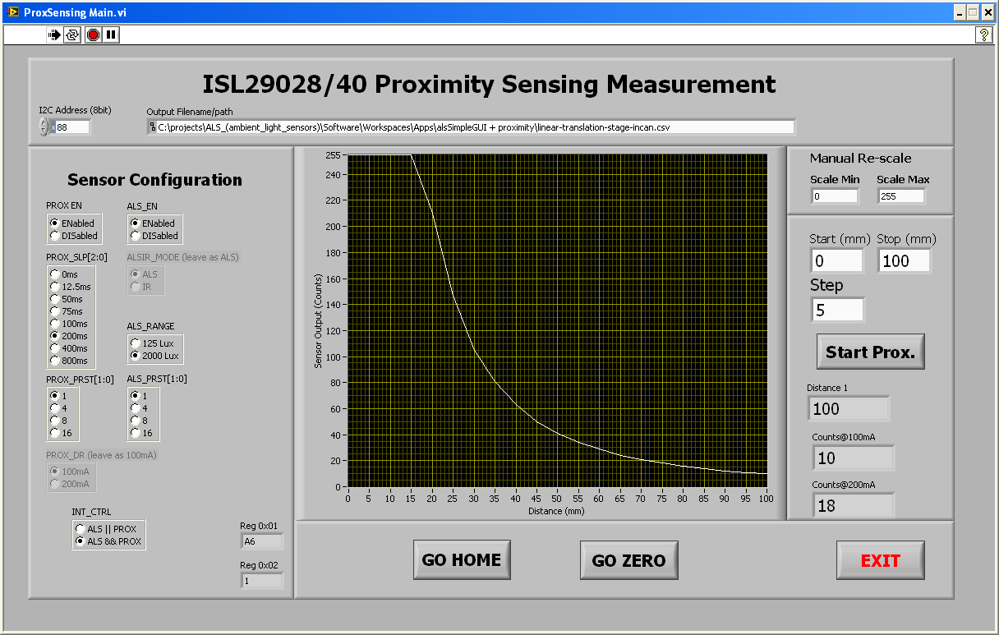 ProxSensing Main.vi
?
ISL29028/40 Proximity Sensing Measurement
I2C Address (8bit)
x 88
Output Filename/path
C:\projects\ALS_(ambient_light_sensors)\Software\Workspaces\Apps\alsSimpleGUI + proximity\linear-translation-stage-incan.csv
Sensor Configuration
PROX EN
ENabled
DISabled
ALS_EN
ENabled
DISabled
PROX_SLP[2:0]
0ms
12.5ms
50ms
75ms
100ms
200ms
400ms
800ms
ALSIR_MODE (leave as ALS)
ALS
IR
ALS_RANGE
125 Lux
2000 Lux
PROX_PRST[1:0]
1
4
8
16
ALS_PRST[1:0]
1
4
8
16
PROX_DR (leave as 100mA)
100mA
200mA
INT_CTRL
ALS || PROX
ALS && PROX
Reg 0x01
A6
Reg 0x02
1
Sensor Output (Counts)
255
240
220
200
180
160
140
120
100
80
60
40
20
0
0 5 10 15 20 25 30 35 40 45 50 55 60 65 70 75 80 85 90 95 100
Distance (mm)
Manual Re-scale
Scale Min Scale Max
0 255
Start (mm) Stop (mm)
0 100
Step
5
Start Prox.
Distance 1
100
Counts@100mA
10
Counts@200mA
18
GO HOME GO ZERO EXIT